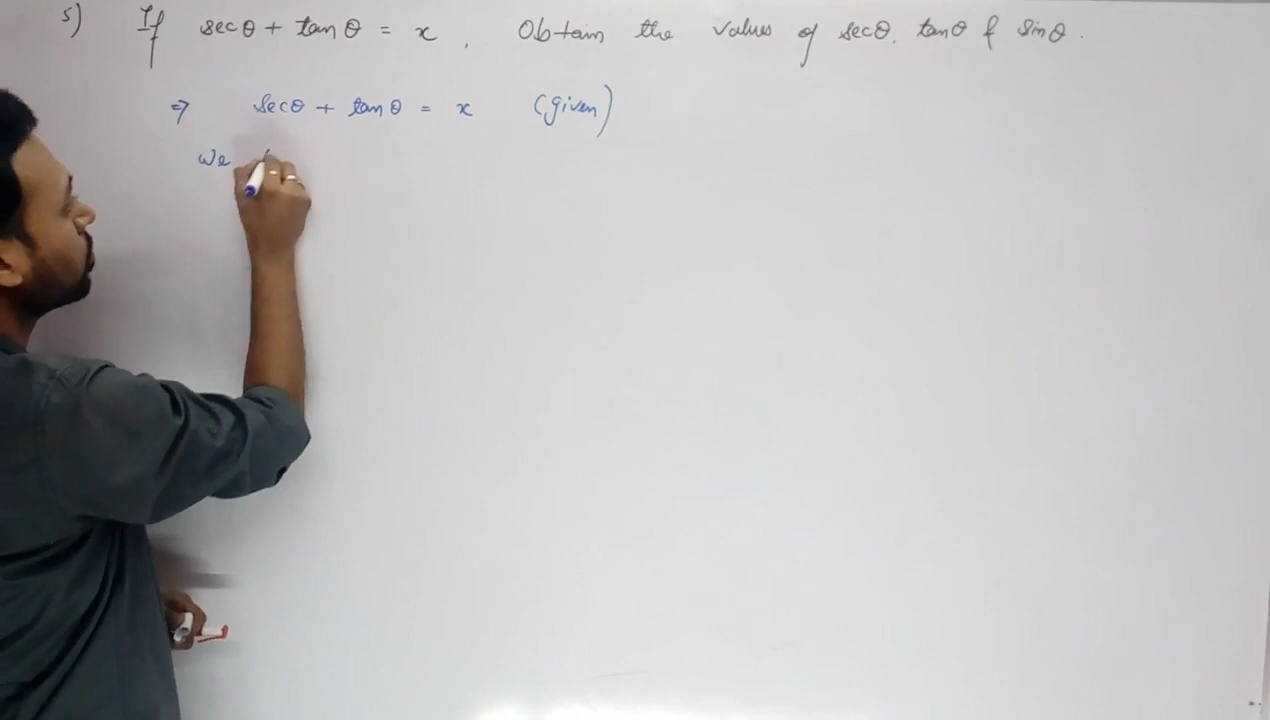 5) If secθ + tanθ = x , Obtain the values of secθ. tanθ & sinθ.
⇒ secθ + tanθ = x (given)
We